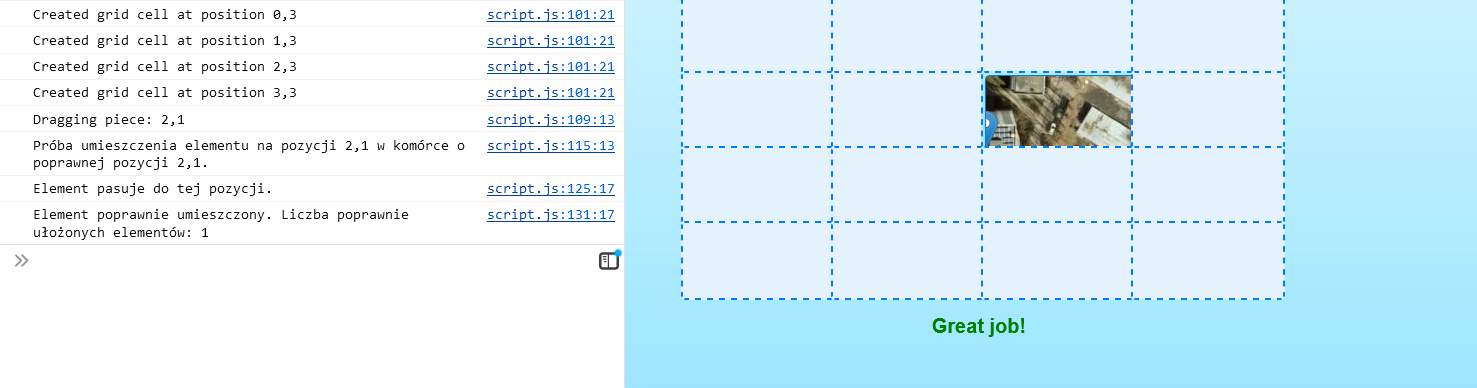 Created grid cell at position 0,3 script.js:101:21
Created grid cell at position 1,3 script.js:101:21
Created grid cell at position 2,3 script.js:101:21
Created grid cell at position 3,3 script.js:101:21
Dragging piece: 2,1 script.js:109:13
Próba umieszczenia elementu na pozycji 2,1 w komórce o script.js:115:13
poprawnej pozycji 2,1.
Element pasuje do tej pozycji. script.js:125:17
Element poprawnie umieszczony. Liczba poprawnie script.js:131:17
ułożonych elementów: 1
Great job!